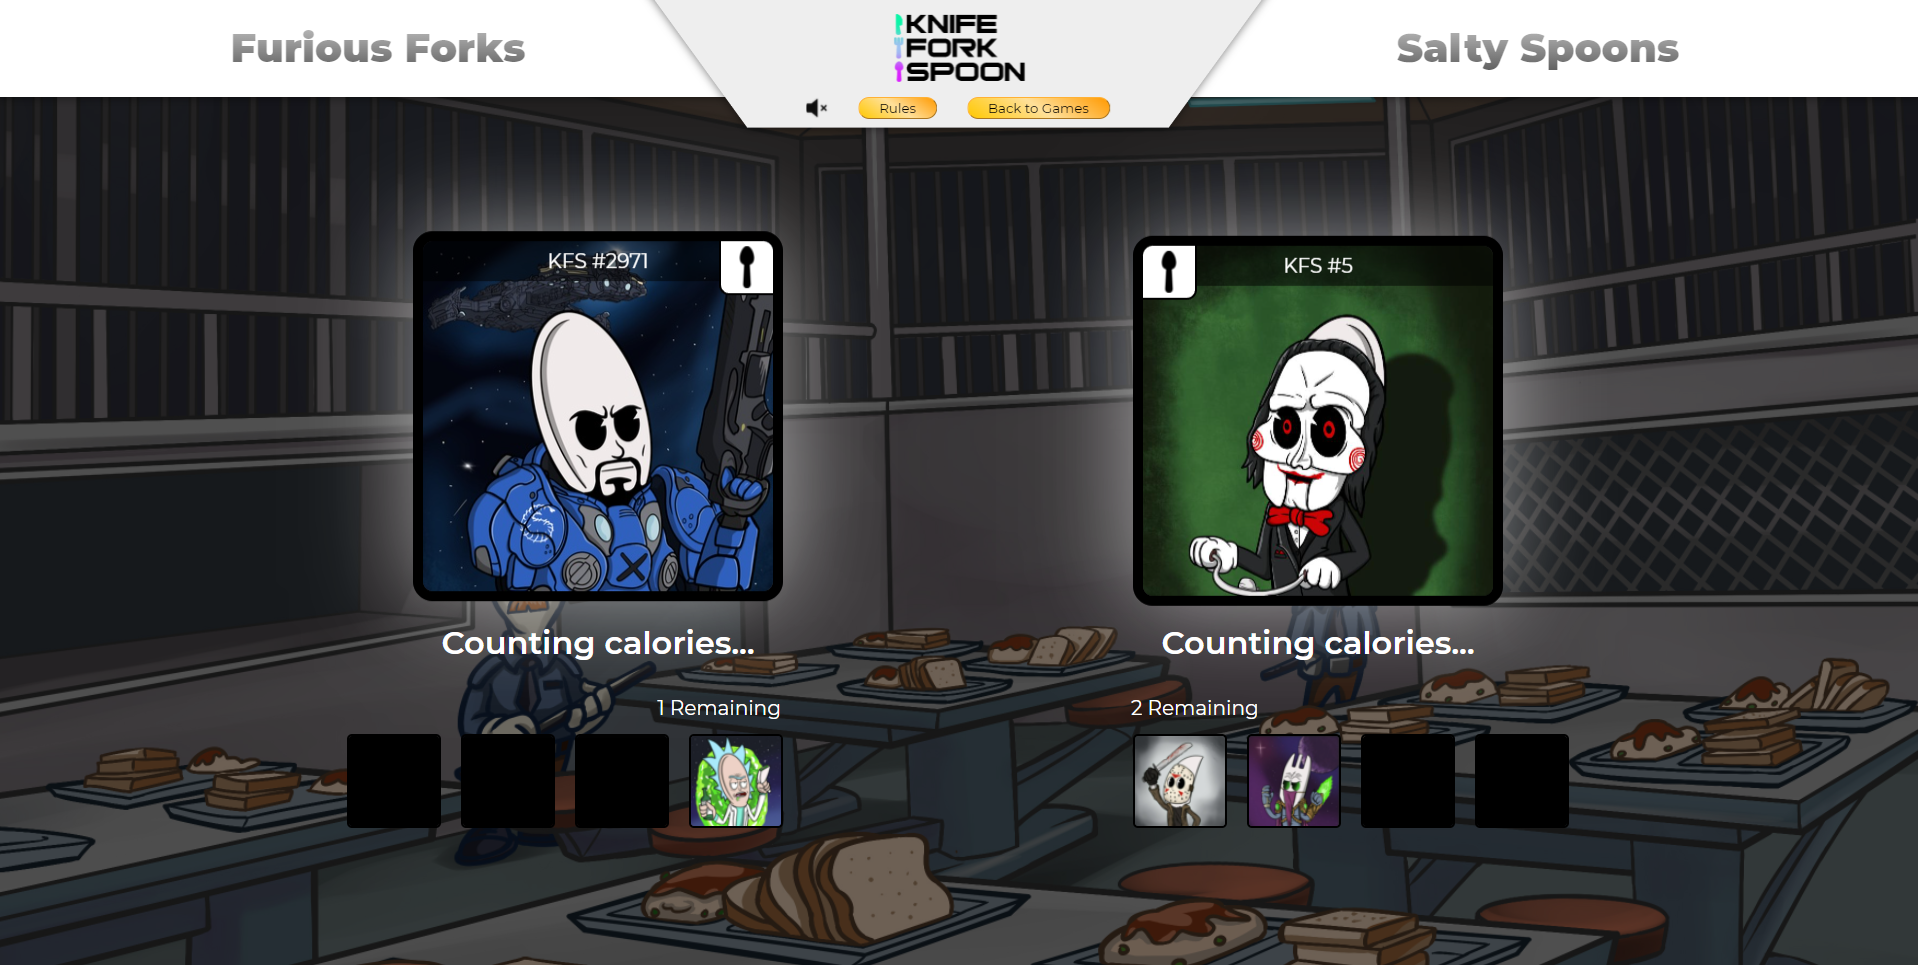 Furious Forks
KNIFE
FORK
SPOON
Salty Spoons
Rules
Back to Games
KFS #2971
KFS #5
Counting calories...
Counting calories...
1 Remaining
2 Remaining